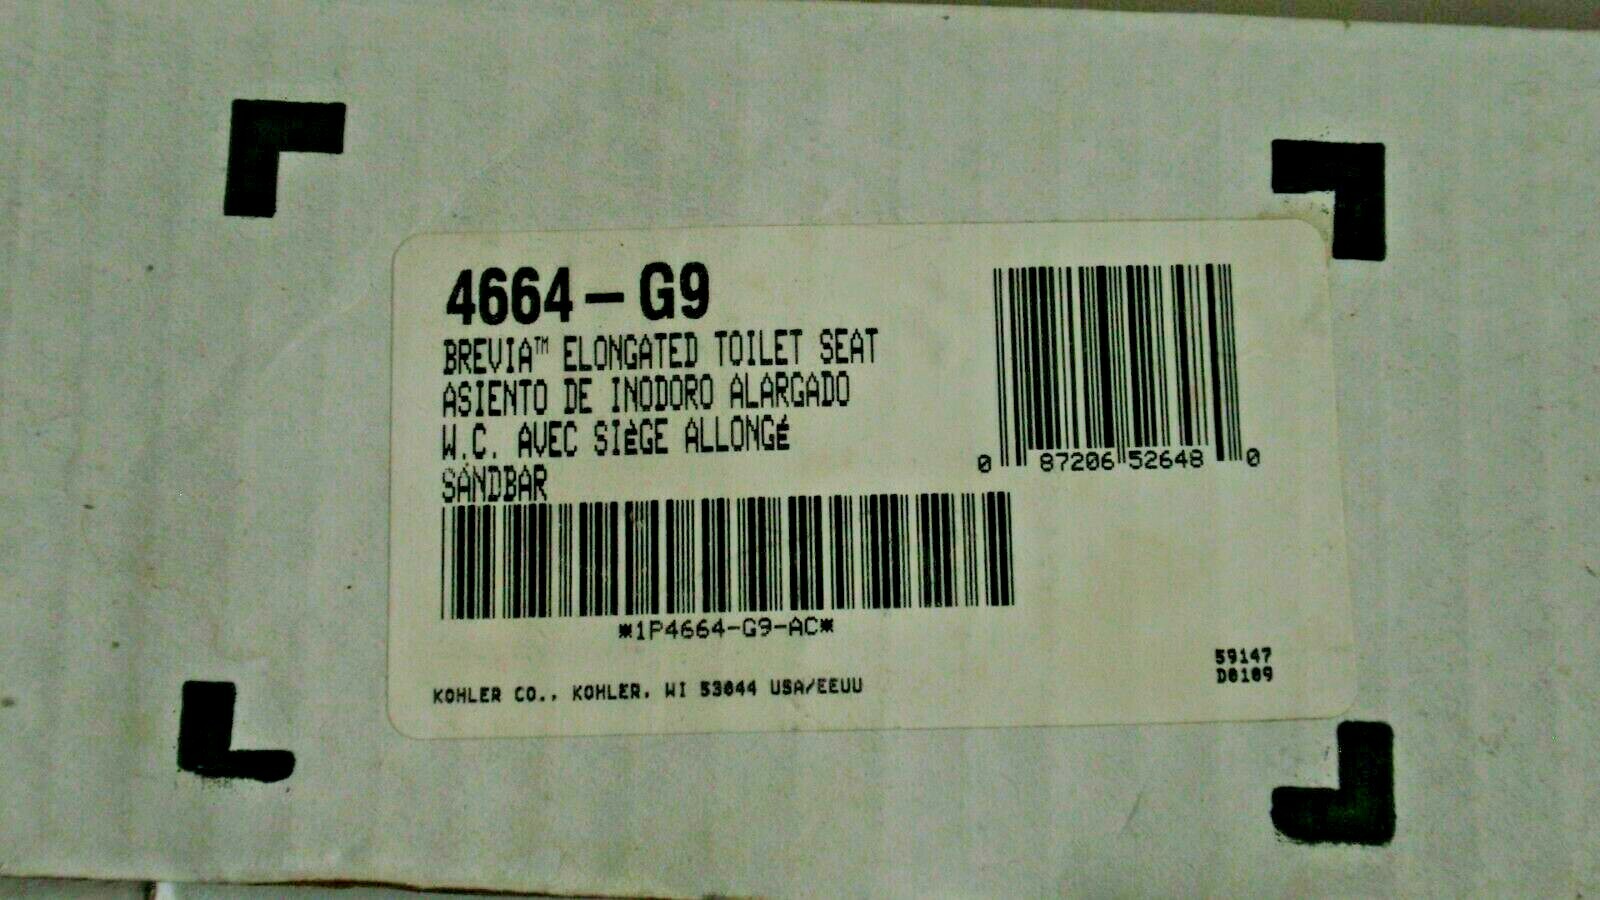 4664-G9
BREVIA™ ELONGATED TOILET SEAT
ASIENTO DE INODORO ALARGADO
W.C. AVEC SIÈGE ALLONGÉ
SANDBAR
0 87206 52648 0
*1P4664-G9-AC*
59147
D0109
KOHLER CO., KOHLER, WI 53044 USA/EEUU